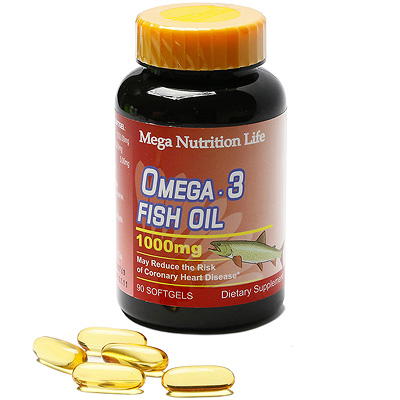 Mega Nutrition Life
OMEGA·3
FISH OIL
1000mg
May Reduce the Risk
of Coronary Heart Disease*
90 SOFTGELS
Dietary Supplement